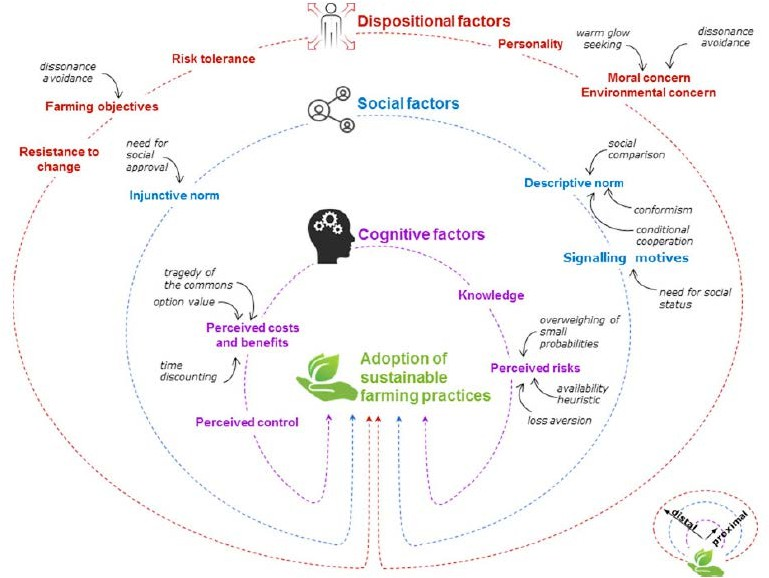 Dispositional factors
warm glow
seeking
dissonance
avoidance
Risk tolerance
Personality
dissonance
avoidance
Moral concern
Environmental concern
Farming objectives
Social factors
Resistance to
change
need for
social
approval
social
comparison
Injunctive norm
Descriptive norm
conformism
conditional
cooperation
Cognitive factors
Signalling motives
tragedy of
the commons
option value
Knowledge
need for social
status
Perceived costs
and benefits
overweighing of
small
probabilities
time
discounting
Adoption of
sustainable
farming practices
Perceived risks
availability
heuristic
loss aversion
Perceived control
distal
proximal